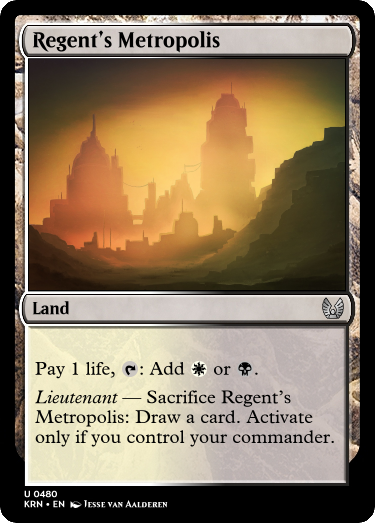 Regent's Metropolis
Land
Pay 1 life, : Add or .
Lieutenant — Sacrifice Regent's
Metropolis: Draw a card. Activate
only if you control your commander.
U 0480
KRN • EN Jesse van Aalderen